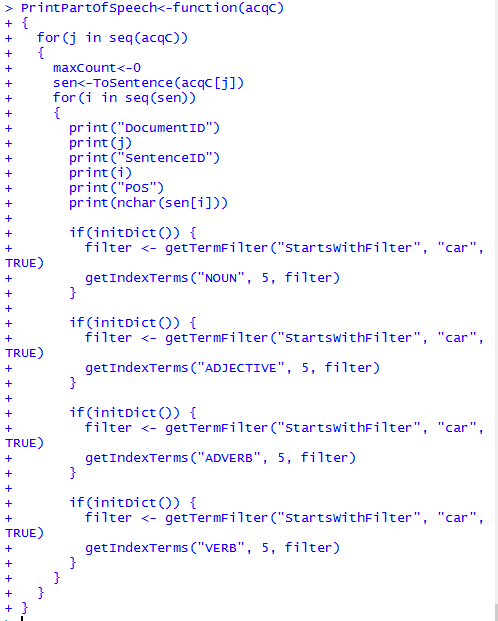 > PrintPartOfSpeech<-function(acqC)
+ {
+   for(j in seq(acqC))
+   {
+     maxCount<-0
+     sen<-ToSentence(acqC[j])
+     for(i in seq(sen))
+     {
+       print("DocumentID")
+       print(j)
+       print("SentenceID")
+       print(i)
+       print("POS")
+       print(nchar(sen[i]))
+
+       if(initDict()) {
+         filter <- getTermFilter("StartsWithFilter", "car",
TRUE)
+         getIndexTerms("NOUN", 5, filter)
+       }
+
+       if(initDict()) {
+         filter <- getTermFilter("StartsWithFilter", "car",
TRUE)
+         getIndexTerms("ADJECTIVE", 5, filter)
+       }
+
+       if(initDict()) {
+         filter <- getTermFilter("StartsWithFilter", "car",
TRUE)
+         getIndexTerms("ADVERB", 5, filter)
+       }
+
+       if(initDict()) {
+         filter <- getTermFilter("StartsWithFilter", "car",
TRUE)
+         getIndexTerms("VERB", 5, filter)
+       }
+     }
+   }
+ }